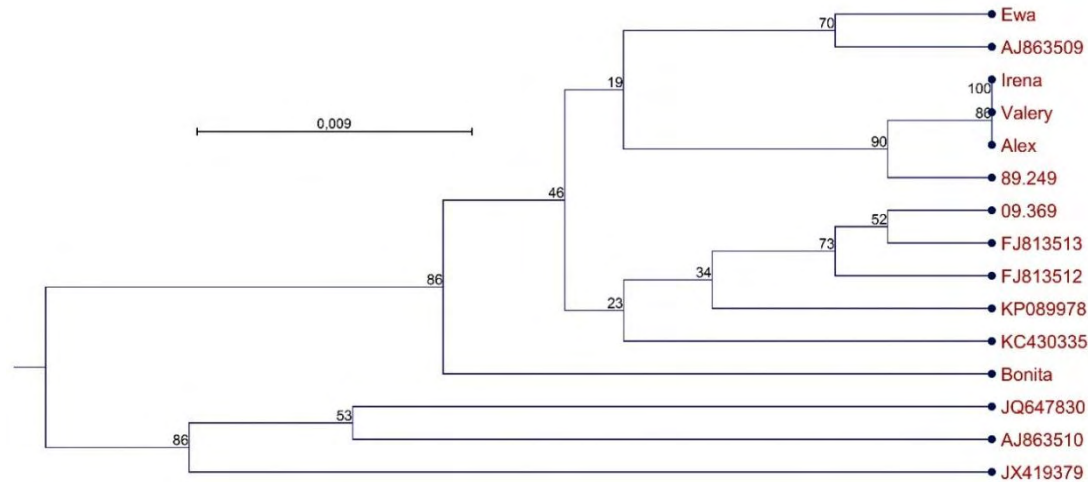 Ewa
70
AJ863509
Irena
19
100
Valery
86
0,009
Alex
90
89.249
46
09.369
52
FJ813513
73
FJ813512
34
86
KP089978
23
KC430335
Bonita
JQ647830
53
AJ863510
86
JX419379